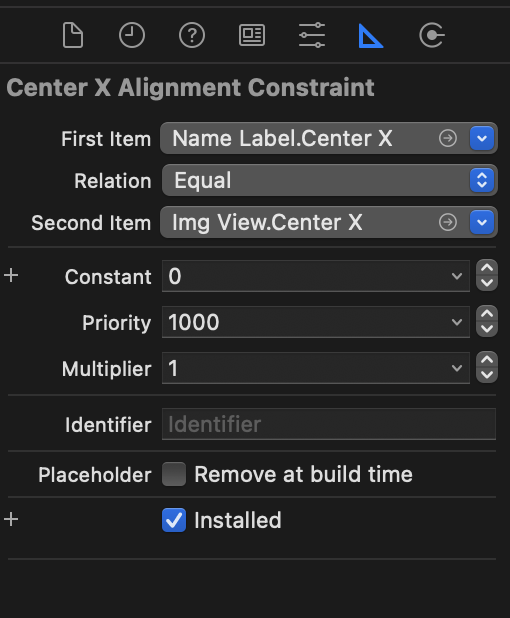 Center X Alignment Constraint
First Item Name Label.Center X
Relation Equal
Second Item Img View.Center X
Constant 0
Priority 1000
Multiplier 1
Identifier Identifier
Placeholder Remove at build time
Installed